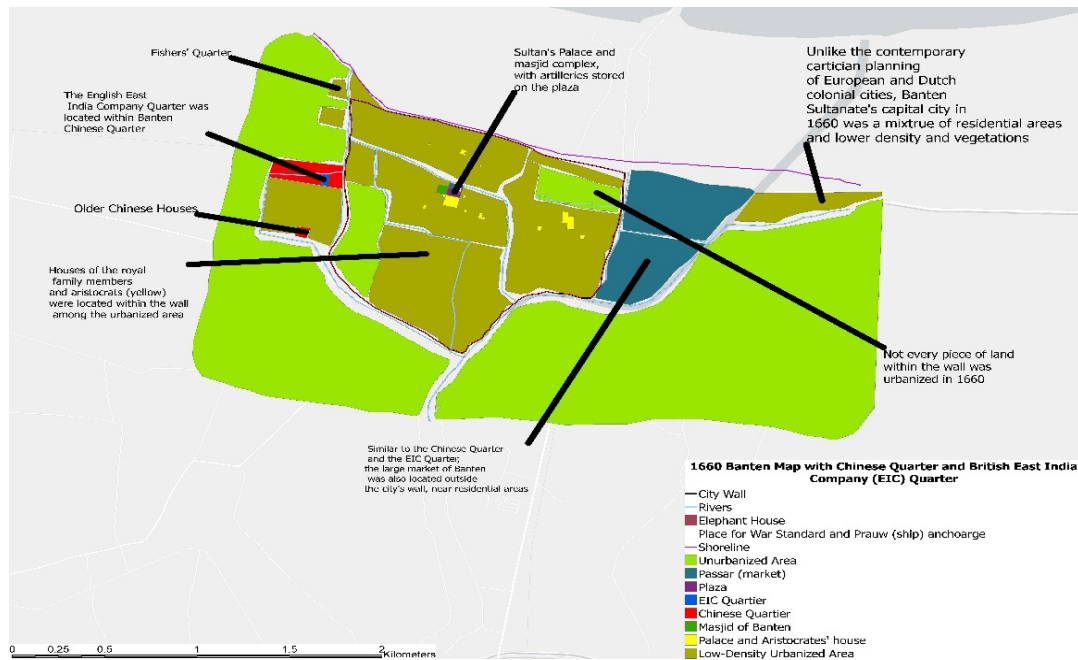 Fishers' Quarter
The English East
India Company Quarter was
located within Banten
Chinese Quarter
Older Chinese Houses
Houses of the royal
family members
and aristocrats (yellow)
were located within the wall
among the urbanized area
Sultan's Palace and
masjid complex,
with artilleries stored
on the plaza
Unlike the contemporary
cartician planning
of European and Dutch
colonial cities, Banten
Sultanate's capital city in
1660 was a mixtrue of residential areas
and lower density and vegetations
Not every piece of land
within the wall was
urbanized in 1660
Similar to the Chinese Quarter
and the EIC Quarter,
the large market of Banten
was also located outside
the city's wall, near residential areas
1660 Banten Map with Chinese Quarter and British East India
Company (EIC) Quarter
City Wall
Rivers
Elephant House
Place for War Standard and Prauw (ship) anchoarge
Shoreline
Unurbanized Area
Passar (market)
Plaza
EIC Quartier
Chinese Quartier
Masjid of Banten
Palace and Aristocrates' house
Low-Density Urbanized Area
0 0.25 0.5 1 1.5 2
Kilometers